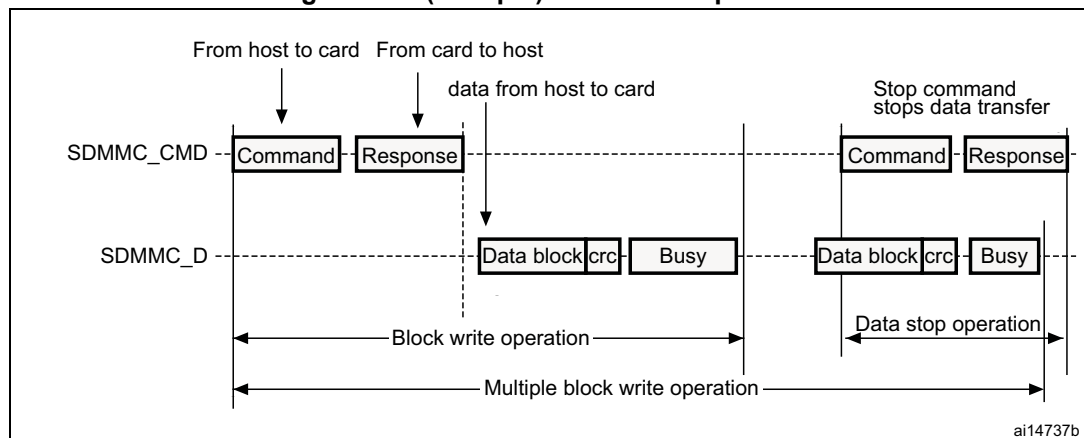 From host to card From card to host
data from host to card
Stop command
stops data transfer
SDMMC_CMD Command Response Command Response
SDMMC_D Data block crc Busy Data block crc Busy
Block write operation Data stop operation
Multiple block write operation
ai14737b